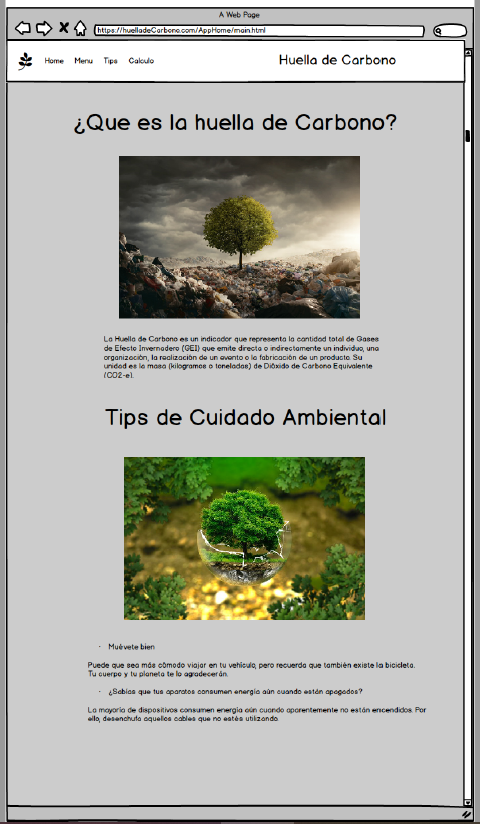 A Web Page
https://huelladeCarbono.com/AppHome/main.html
Home Menu Tips Calculo
Huella de Carbono
¿Que es la huella de Carbono?
La Huella de Carbono es un indicador que representa la cantidad total de Gases
de Efecto Invernadero (GEI) que emite directa o indirectamente un individuo, una
organización, la realización de un evento o la fabricación de un producto. Su
unidad es la masa (kilogramos o toneladas) de Dióxido de Carbono Equivalente
(CO2-e).
Tips de Cuidado Ambiental
· Muévete bien
Puede que sea más cómodo viajar en tu vehículo, pero recuerda que también existe la bicicleta.
Tu cuerpo y tu planeta te lo agradecerán.
· ¿Sabías que tus aparatos consumen energía aún cuando están apagados?
La mayoría de dispositivos consumen energía aún cuando aparentemente no están encendidos. Por
ello, desenchufa aquellos cables que no estés utilizando.